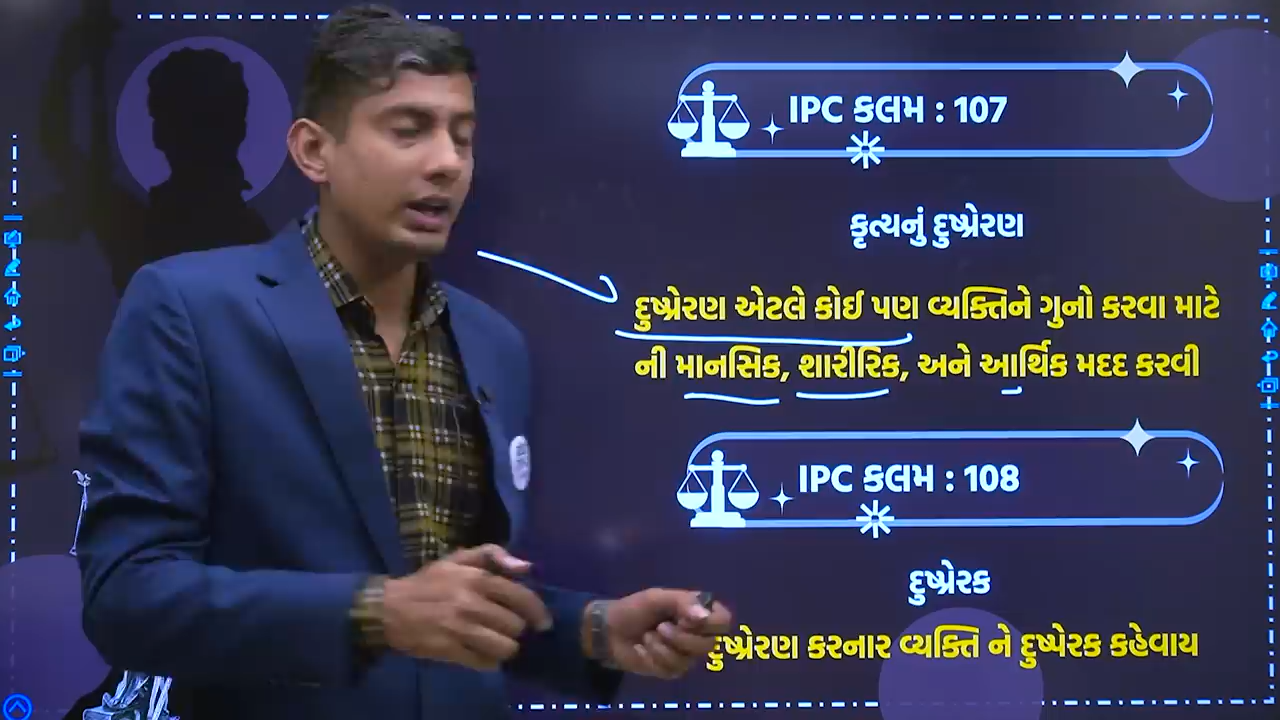 IPC કલમ : 107
કૃત્યનું દુષ્પ્રેરણ
દુષ્પ્રેરણ એટલે કોઈ પણ વ્યક્તિને ગુનો કરવા માટે
ની માનસિક, શારીરિક, અને આર્થિક મદદ કરવી
IPC કલમ : 108
દુષ્પ્રેરક
દુષ્પ્રેરણ કરનાર વ્યક્તિ ને દુષ્પેરક કહેવાય